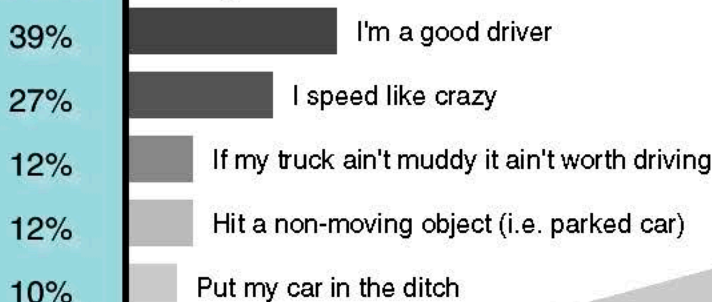 39% I'm a good driver
27% I speed like crazy
12% If my truck ain't muddy it ain't worth driving
12% Hit a non-moving object (i.e. parked car)
10% Put my car in the ditch